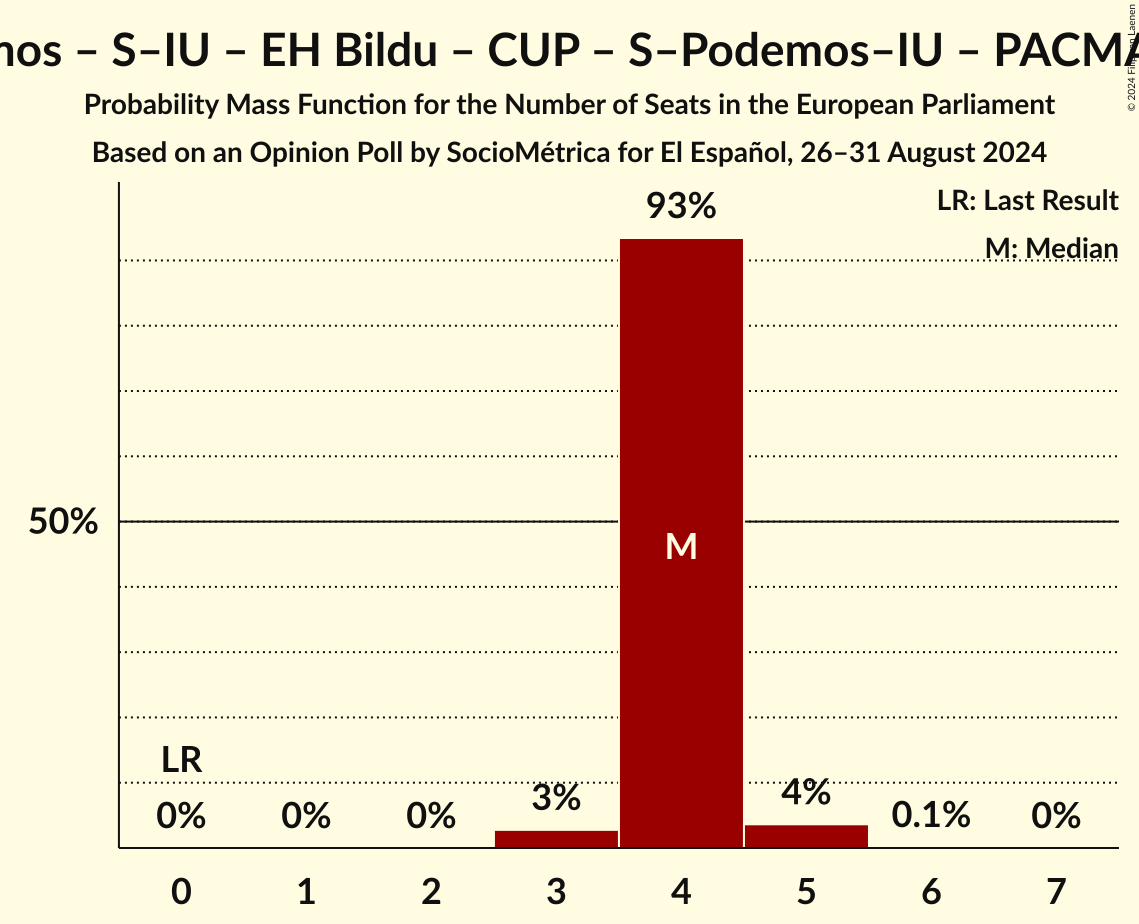 mos – S–IU – EH Bildu – CUP – S–Podemos–IU – PACMA
© 2024 Filip van Laenen
Probability Mass Function for the Number of Seats in the European Parliament
Based on an Opinion Poll by SocioMétrica for El Español, 26–31 August 2024
LR: Last Result
M: Median
93%
50%
M
LR
0% 0% 0% 3% 4% 0.1% 0%
0 1 2 3 4 5 6 7